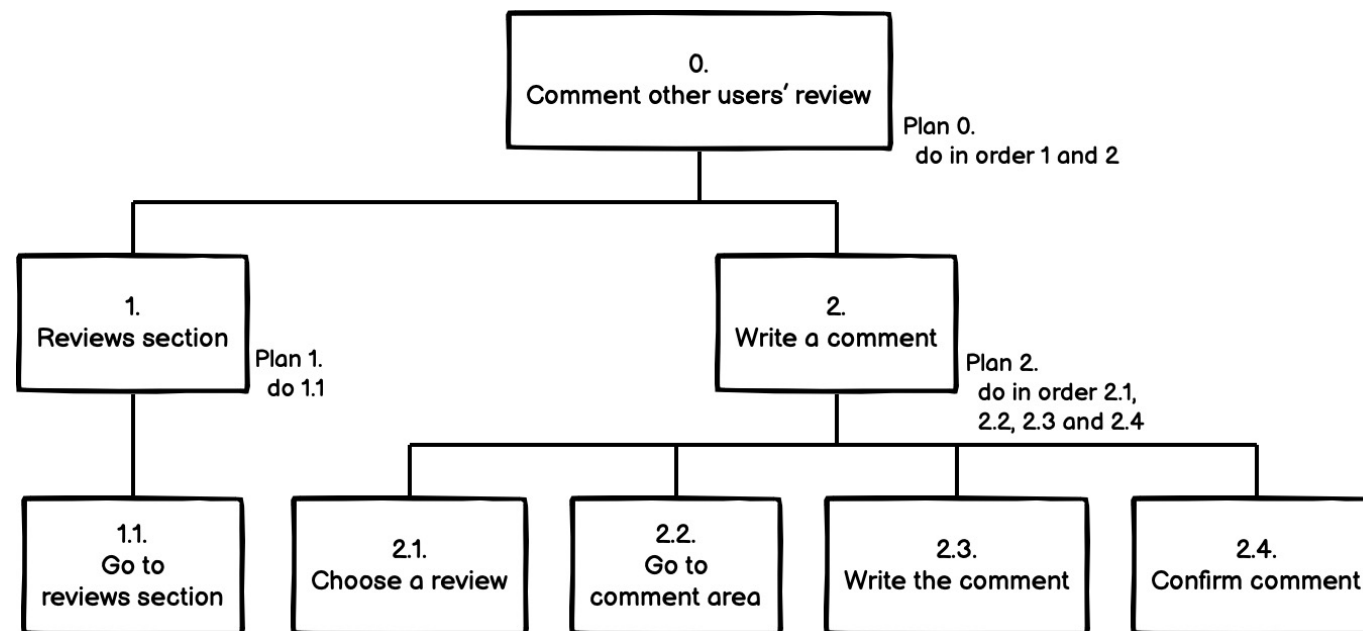 0.
Comment other users' review
Plan 0.
do in order 1 and 2
1.
Reviews section
Plan 1.
do 1.1
2.
Write a comment
Plan 2.
do in order 2.1,
2.2, 2.3 and 2.4
1.1.
Go to
reviews section
2.1.
Choose a review
2.2.
Go to
comment area
2.3.
Write the comment
2.4.
Confirm comment